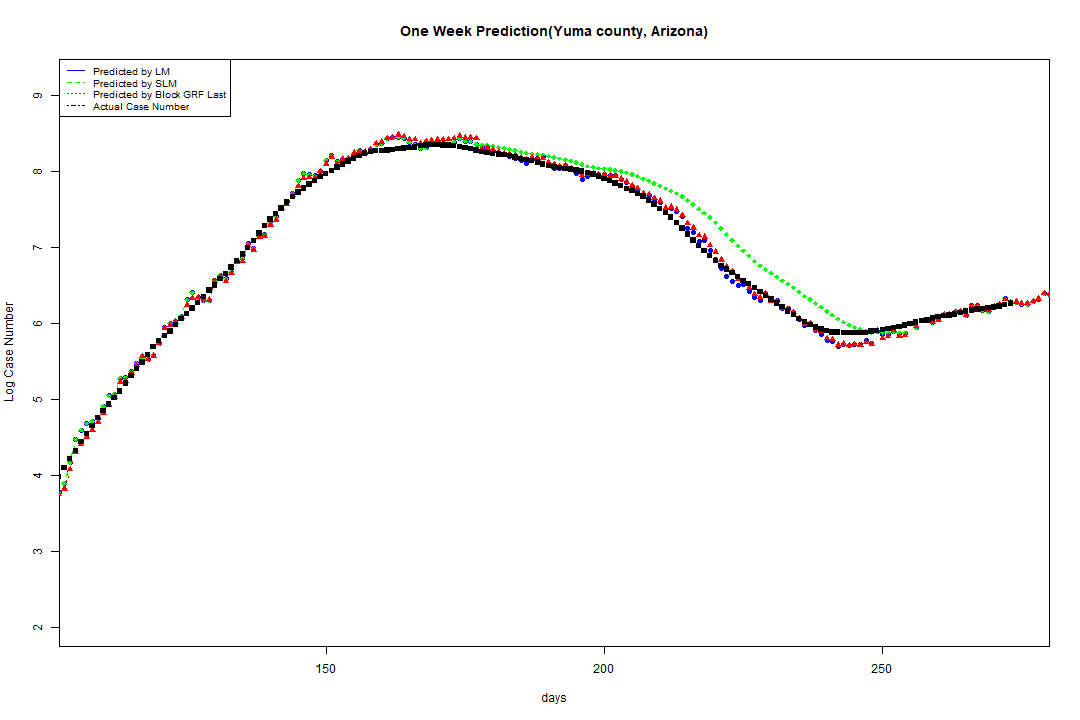 One Week Prediction(Yuma county, Arizona)
Predicted by LM
Predicted by SLM
Predicted by Block GRF Last
Actual Case Number
9
8
7
6
5
4
3
2
Log Case Number
150
200
250
days